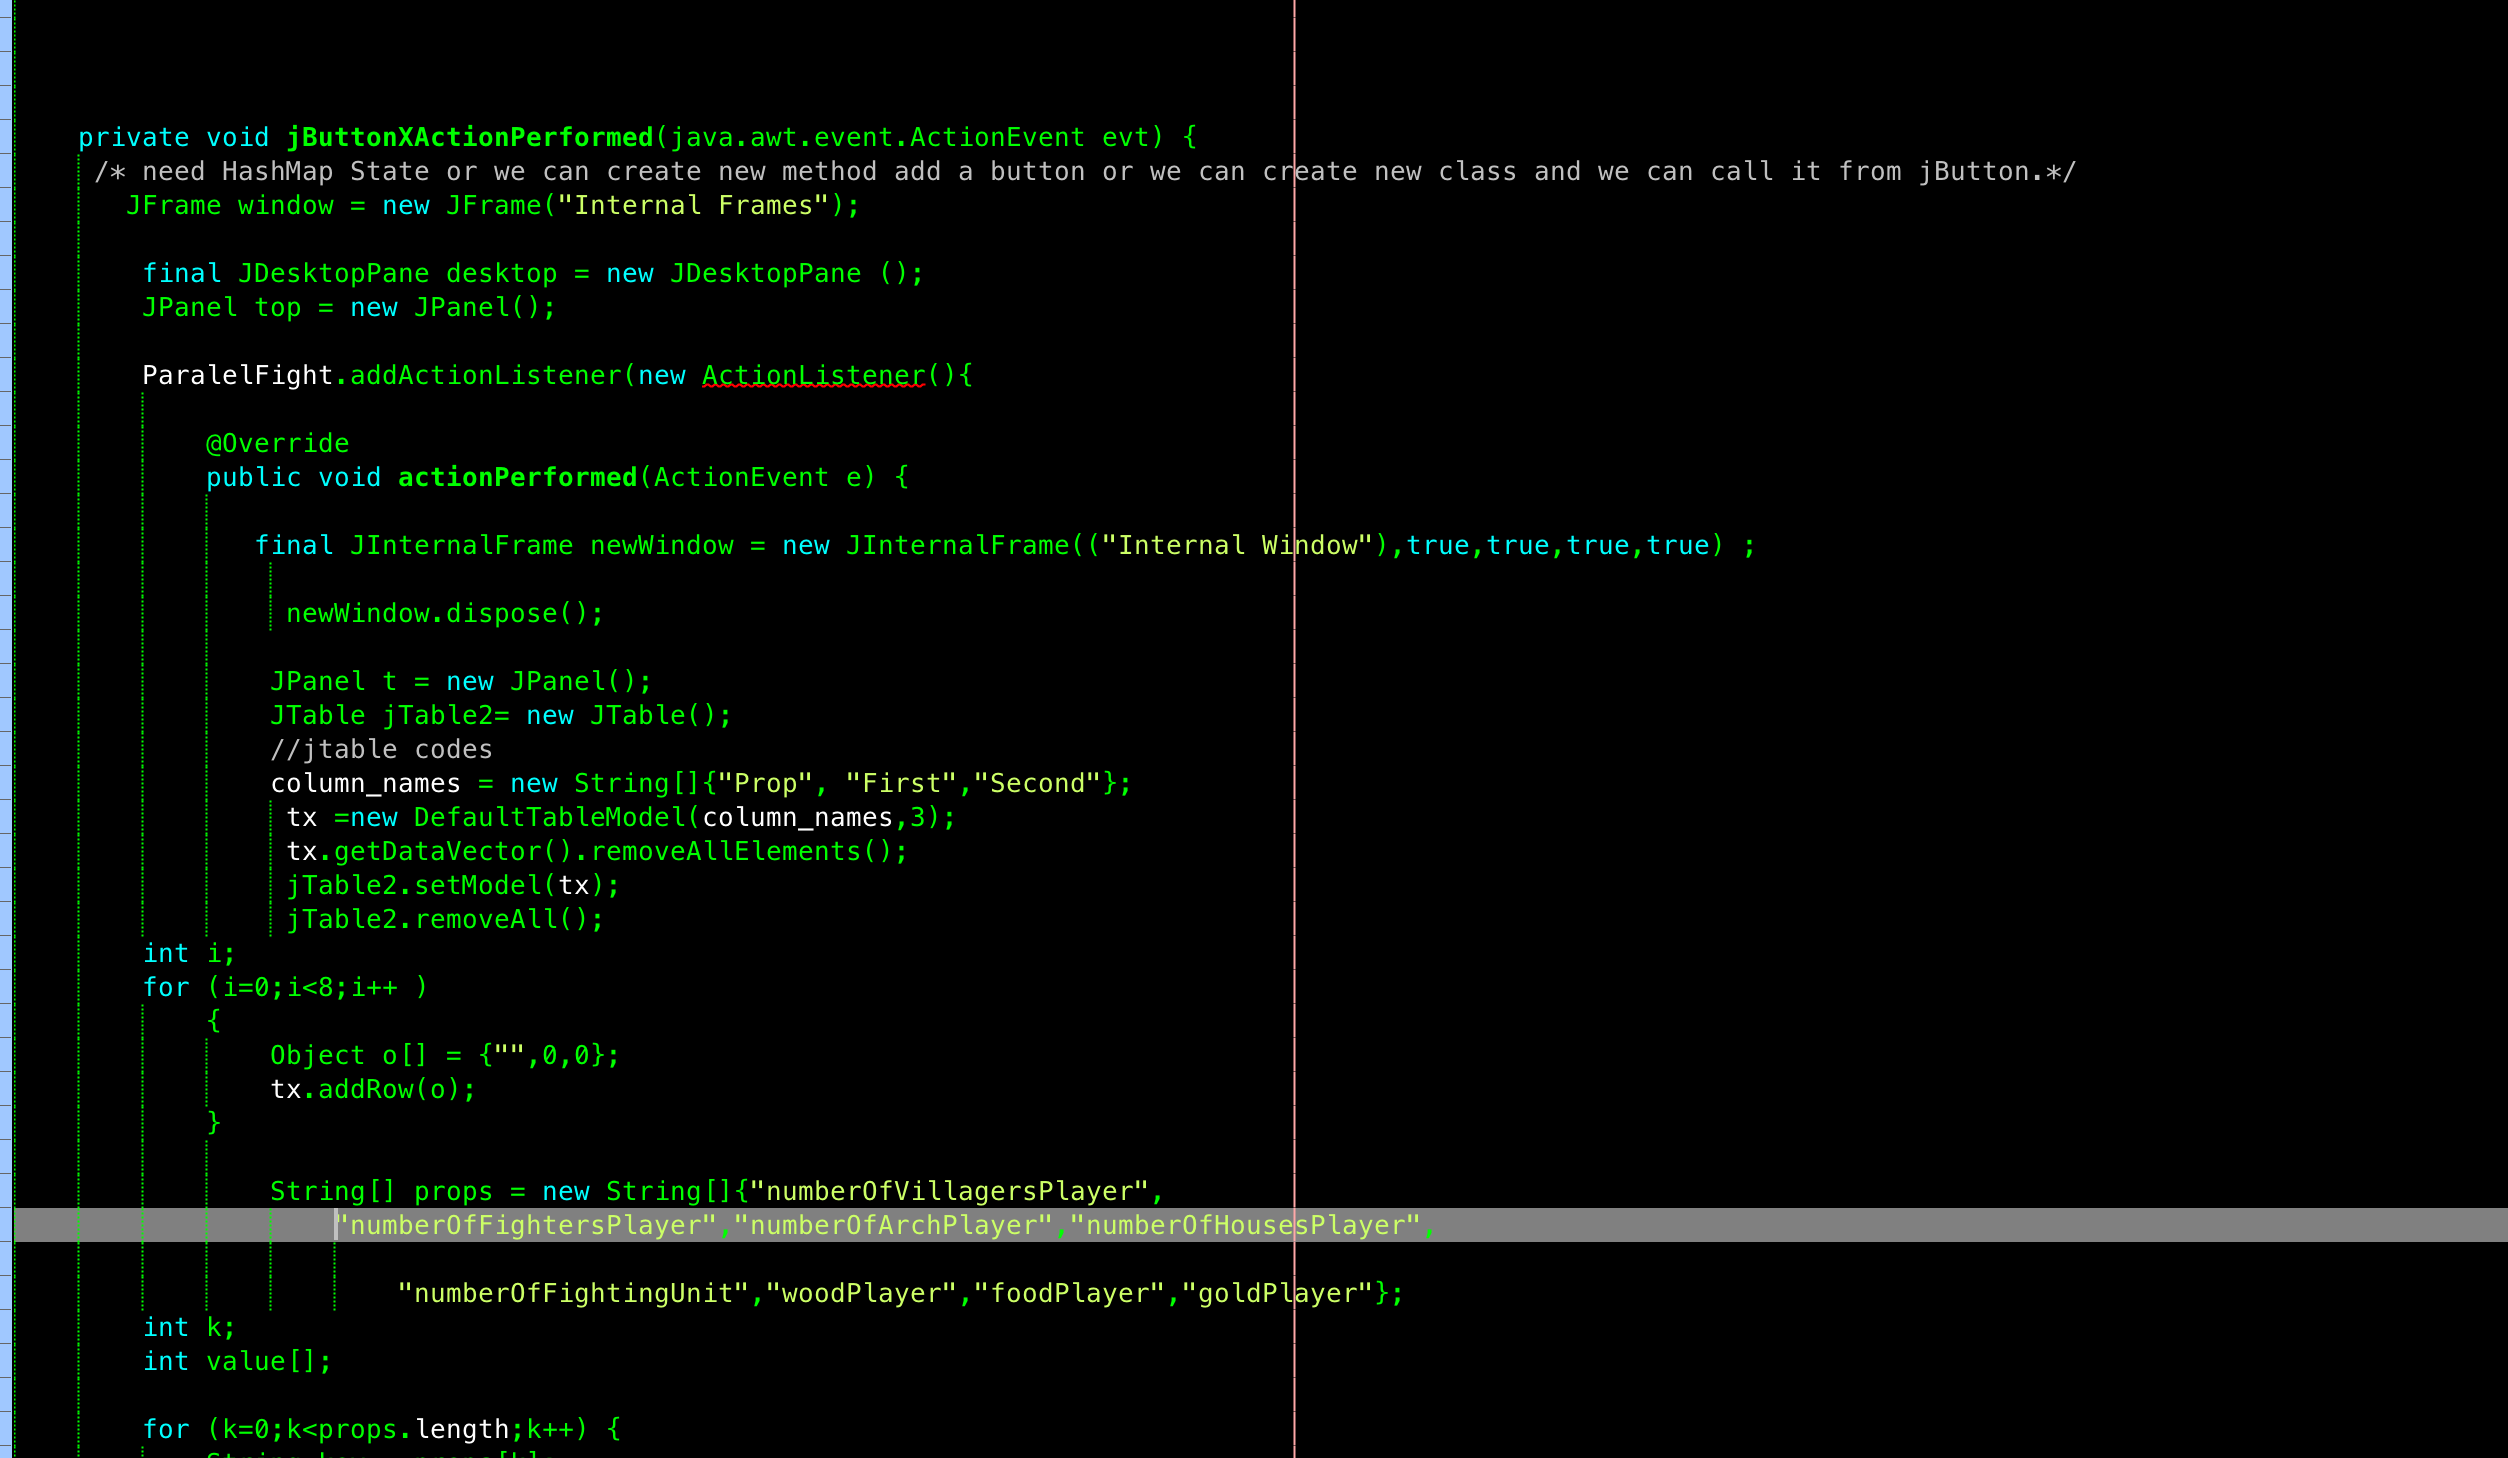 private void jButtonXActionPerformed(java.awt.event.ActionEvent evt) {
/* need HashMap State or we can create new method add a button or we can create new class and we can call it from jButton.*/
JFrame window = new JFrame("Internal Frames");
final JDesktopPane desktop = new JDesktopPane ();
JPanel top = new JPanel();
ParalelFight.addActionListener(new ActionListener(){
@Override
public void actionPerformed(ActionEvent e) {
final JInternalFrame newWindow = new JInternalFrame(("Internal Window"),true,true,true,true) ;
newWindow.dispose();
JPanel t = new JPanel();
JTable jTable2= new JTable();
//jtable codes
column_names = new String[]{"Prop", "First","Second"};
tx =new DefaultTableModel(column_names,3);
tx.getDataVector().removeAllElements();
jTable2.setModel(tx);
jTable2.removeAll();
int i;
for (i=0;i<8;i++ )
{
Object o[] = {"",0,0};
tx.addRow(o);
}
String[] props = new String[]{"numberOfVillagersPlayer",
"numberOfFightersPlayer","numberOfArchPlayer","numberOfHousesPlayer",
"numberOfFightingUnit","woodPlayer","foodPlayer","goldPlayer"};
int k;
int value[];
for (k=0;k<props.length;k++) {